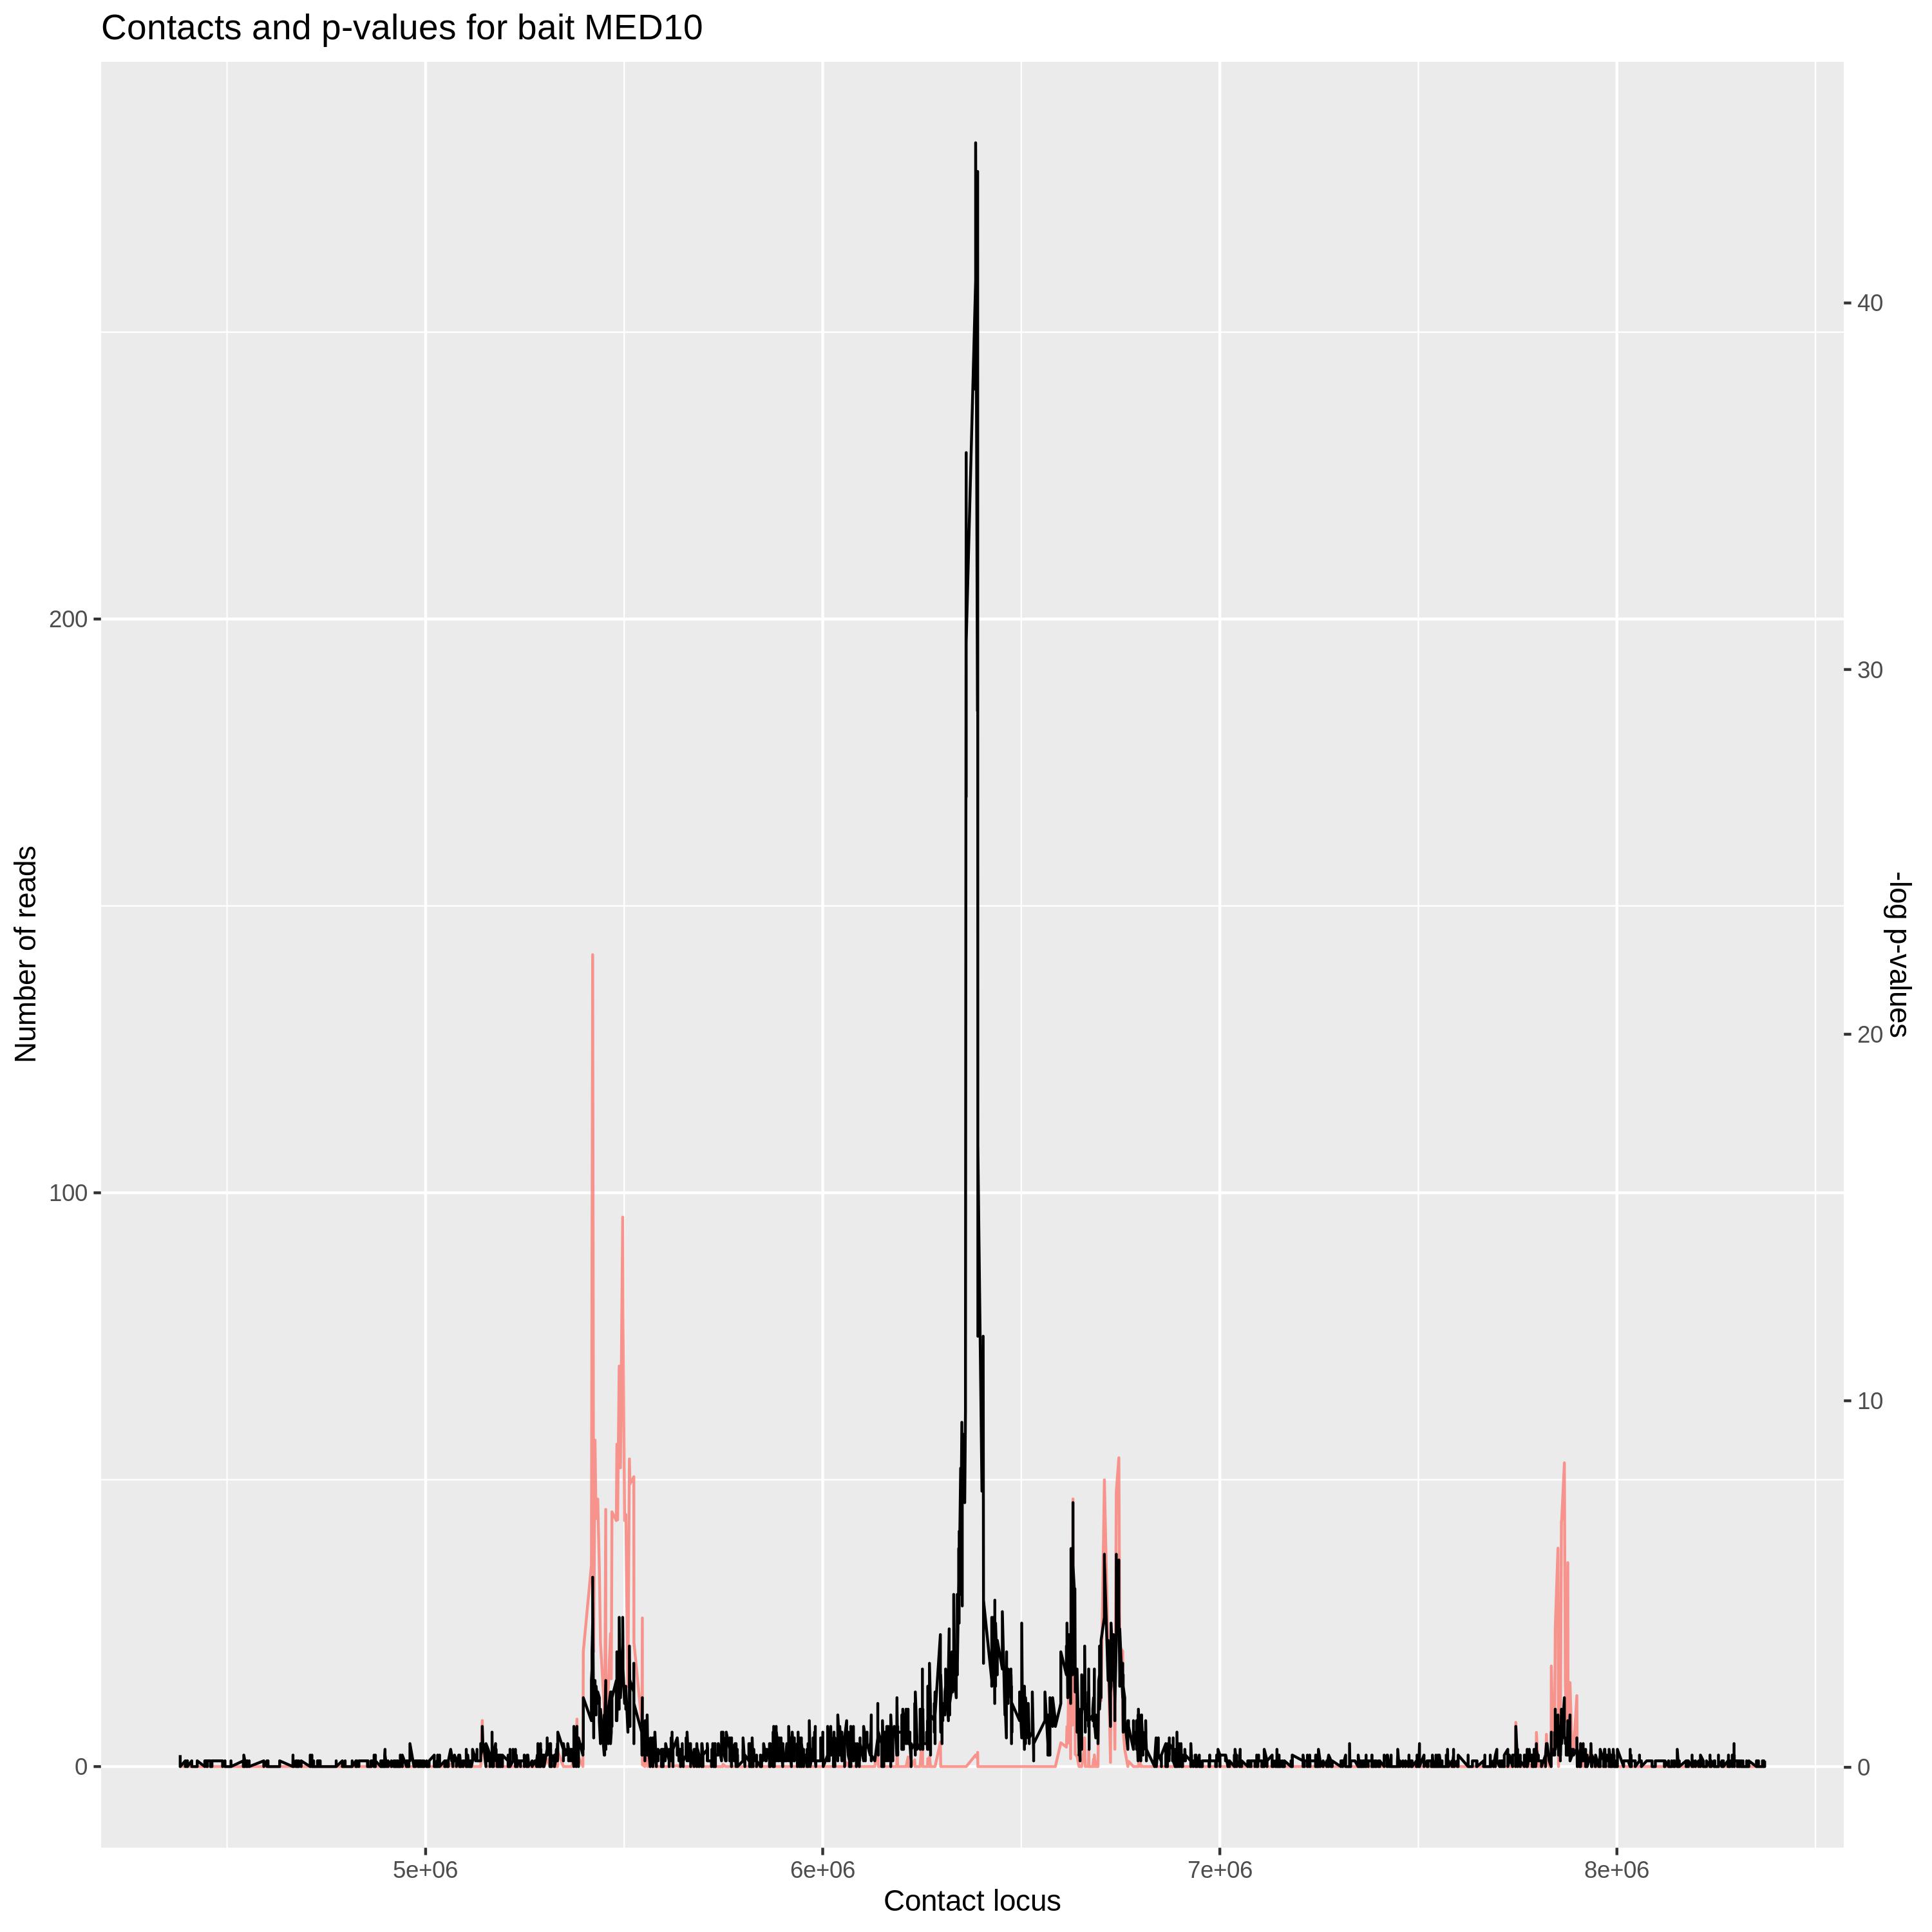 Contacts and p-values for bait MED10
Number of reads
200
100
0
40
30
20
10
0
-log p-values
5e+06 6e+06 7e+06 8e+06
Contact locus